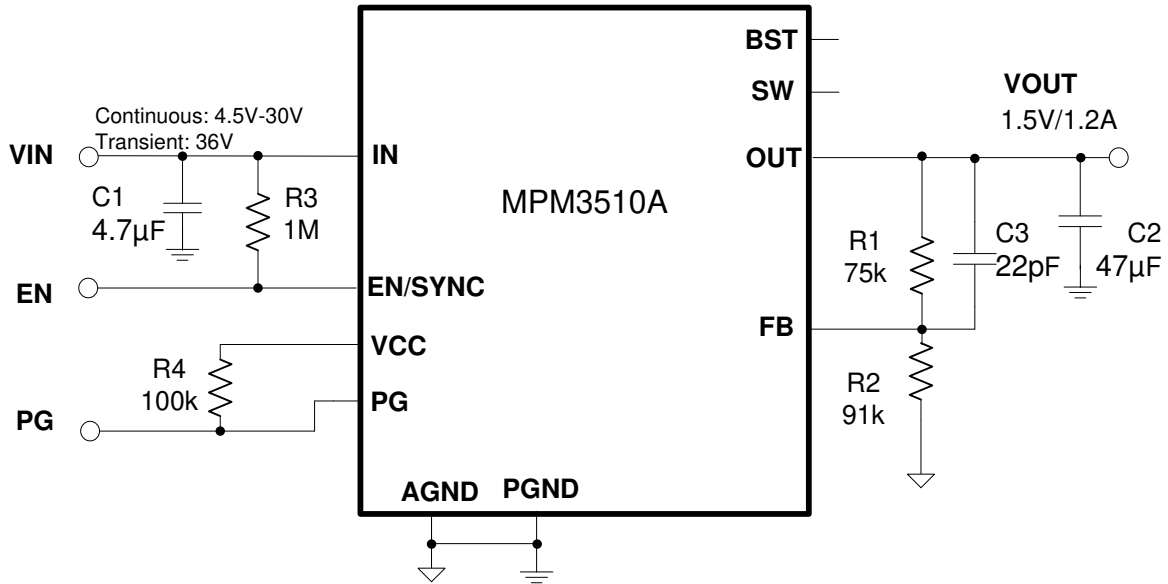 BST
SW
VOUT
1.5V/1.2A
Continuous: 4.5V-30V
Transient: 36V
VIN
IN
OUT
C1
4.7µF
R3
1M
MPM3510A
R1
75k
C3
22pF
C2
47µF
EN
EN/SYNC
FB
VCC
R4
100k
PG
PG
R2
91k
AGND
PGND